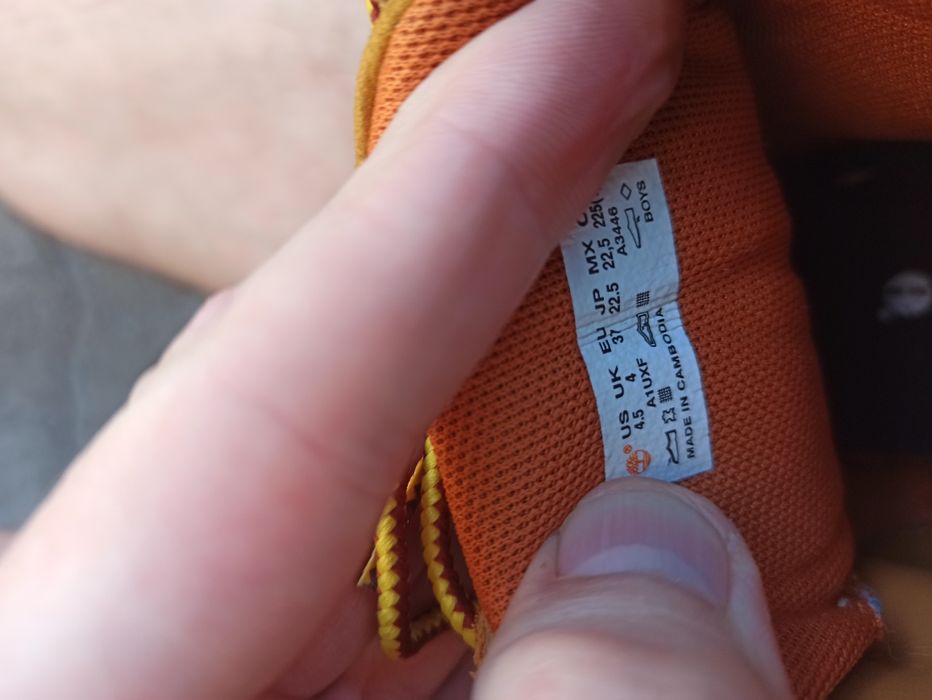 US UK EU JP MX
4.5 4 37 22.5 22,5 225(
A1UXF A3446
BOYS
MADE IN CAMBODIA